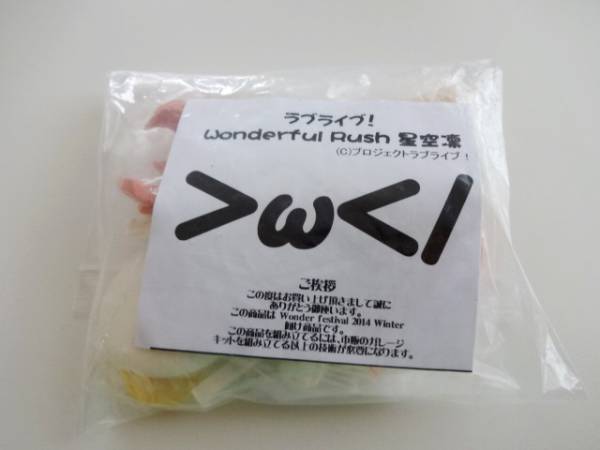 ラブライブ!
Wonderful Rush 星空凛
(C)プロジェクトラブライブ!
>ω</
ご挨拶
この度はお買い上げ頂きまして誠に
ありがとう御座います。
この商品は Wonder festival 2014 Winter
向け商品です。
この商品を組み立てるには、市販のガレージ
キットを組み立てる以上の技術が必要になります。